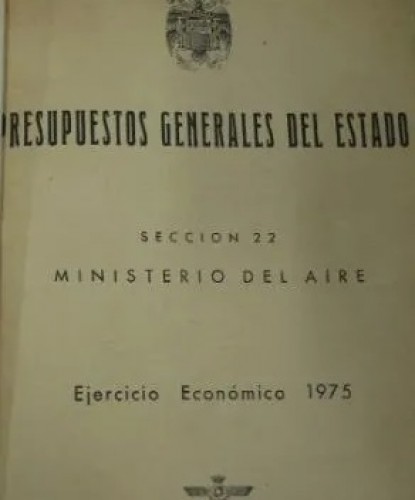 PRESUPUESTOS GENERALES DEL ESTADO
SECCION 22
MINISTERIO DEL AIRE
Ejercicio Económico 1975